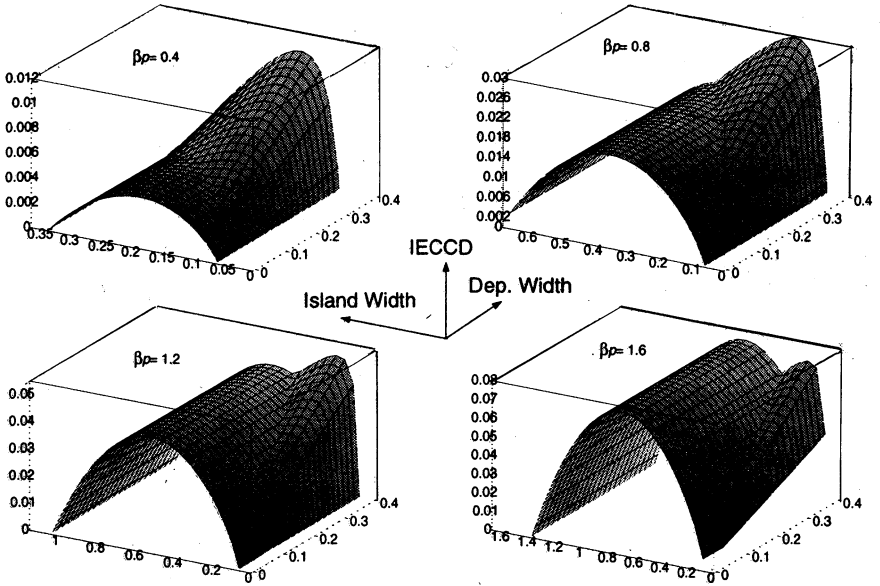 βp= 0.4
0.012
0.01
0.008
0.006
0.004
0.002
0
0.35 0.3 0.25 0.2 0.15 0.1 0.05 0
0 0.1 0.2 0.3 0.4
βp= 0.8
0.03
0.026
0.022
0.018
0.014
0.01
0.006
0.002
0.6 0.5 0.4 0.3 0.2 0.1 0
0 0.1 0.2 0.3 0.4
IECCD
Dep. Width
Island Width
βp= 1.2
0.05
0.04
0.03
0.02
0.01
0
1 0.8 0.6 0.4 0.2 0
0 0.1 0.2 0.3 0.4
βp= 1.6
0.08
0.07
0.06
0.05
0.04
0.03
0.02
0.01
0
1.6 1.4 1.2 1 0.8 0.6 0.4 0.2 0
0 0.1 0.2 0.3 0.4